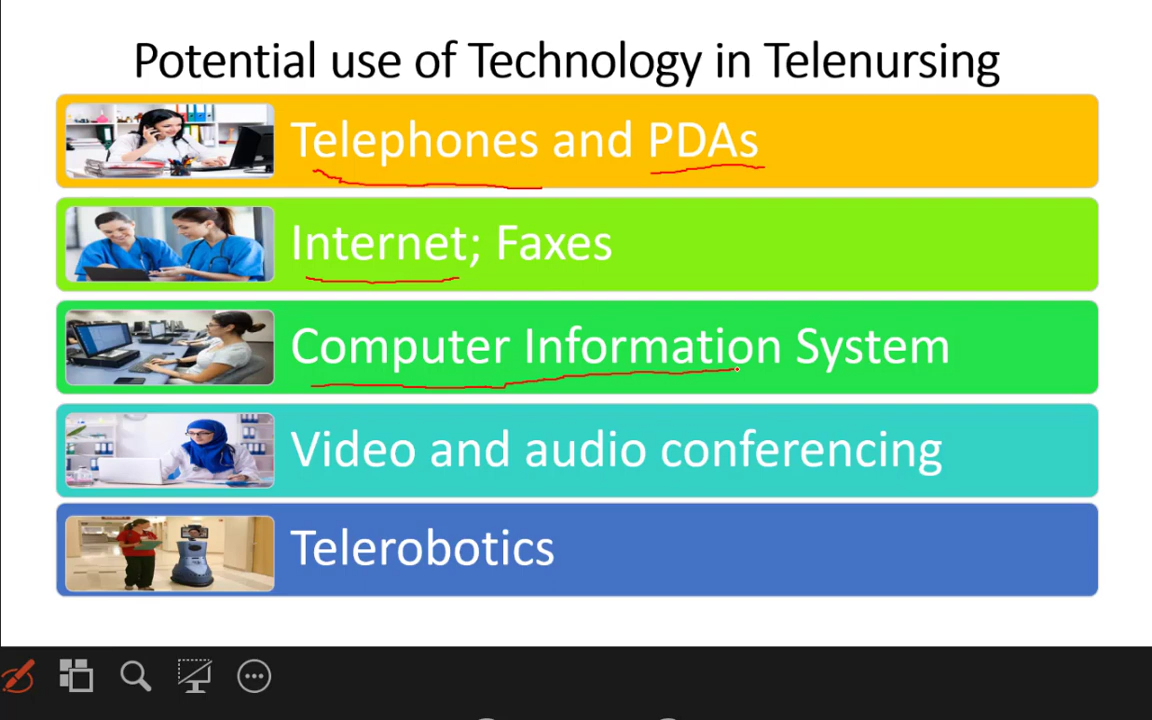 Potential use of Technology in Telenursing
Telephones and PDAs
Internet; Faxes
Computer Information System
Video and audio conferencing
Telerobotics